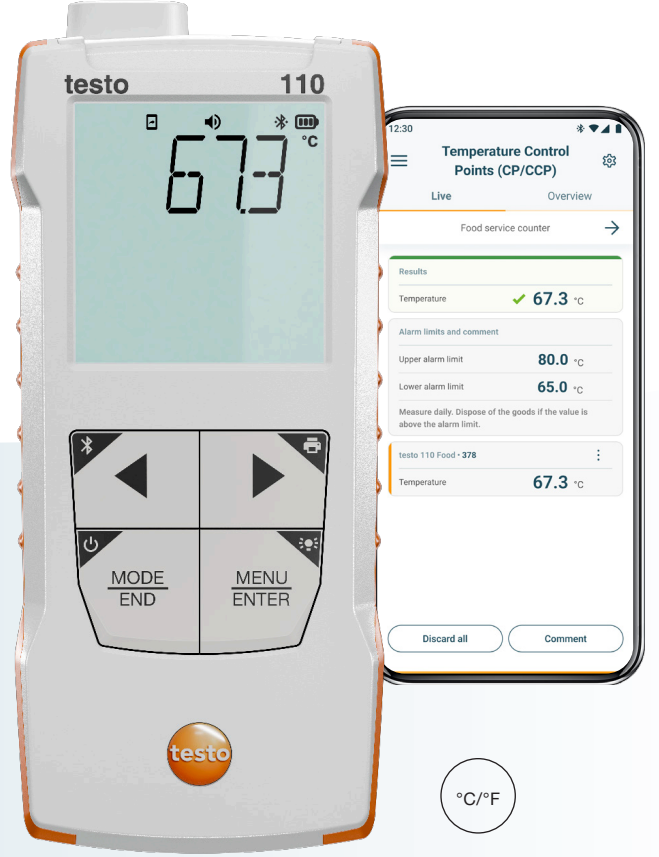 testo 110
°C
67.3
MODE
END
MENU
ENTER
testo
12:30
Temperature Control
Points (CP/CCP)
Live Overview
Food service counter
Results
Temperature 67.3 °C
Alarm limits and comment
Upper alarm limit 80.0 °C
Lower alarm limit 65.0 °C
Measure daily. Dispose of the goods if the value is
above the alarm limit.
testo 110 Food • 378
Temperature 67.3 °C
Discard all Comment
°C/°F